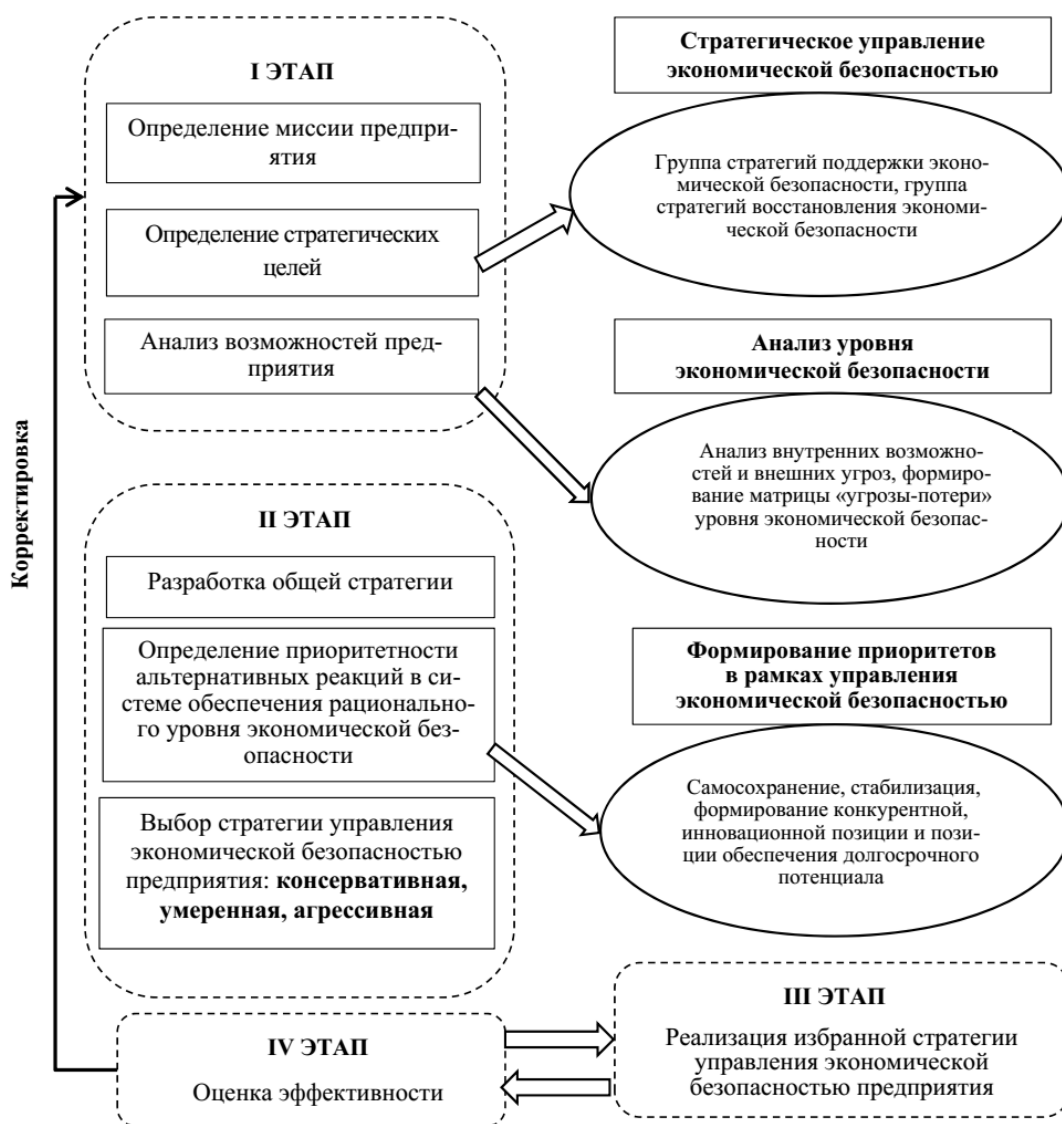 I ЭТАП
Определение миссии предпри-
ятия
Определение стратегических
целей
Анализ возможностей пред-
приятия
Стратегическое управление
экономической безопасностью
Группа стратегий поддержки эконо-
мической безопасности, группа
стратегий восстановления экономи-
ческой безопасности
Анализ уровня
экономической безопасности
Анализ внутренних возможно-
стей и внешних угроз, формиро-
вание матрицы «угрозы-потери»
уровня экономической безопас-
ности
Корректировка
II ЭТАП
Разработка общей стратегии
Определение приоритетности
альтернативных реакций в си-
стеме обеспечения рационально-
го уровня экономической без-
опасности
Выбор стратегии управления
экономической безопасностью
предприятия: консервативная,
умеренная, агрессивная
Формирование приоритетов
в рамках управления
экономической безопасностью
Самосохранение, стабилизация,
формирование конкурентной,
инновационной позиции и пози-
ции обеспечения долгосрочного
потенциала
III ЭТАП
Реализация избранной стратегии
управления экономической
безопасностью предприятия
IV ЭТАП
Оценка эффективности